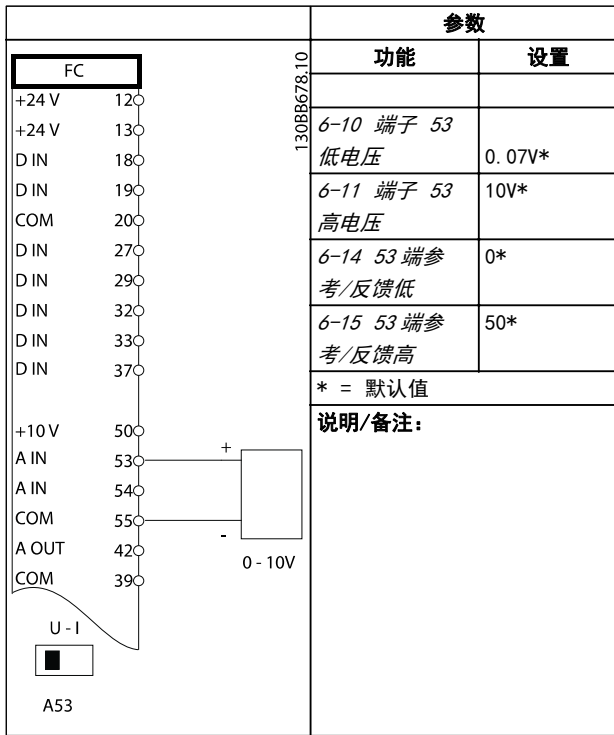 参数
功能 设置
FC
130BB678.10
+24 V 12
+24 V 13
D IN 18
D IN 19
COM 20
D IN 27
D IN 29
D IN 32
D IN 33
D IN 37
+10 V 50
A IN 53
A IN 54
COM 55
A OUT 42
COM 39
+
-
0 - 10V
U - I
A53
6-10 端子 53
低电压 0.07V*
6-11 端子 53 10V*
高电压
6-14 53 端参 0*
考/反馈低
6-15 53 端参 50*
考/反馈高
* = 默认值
说明/备注：